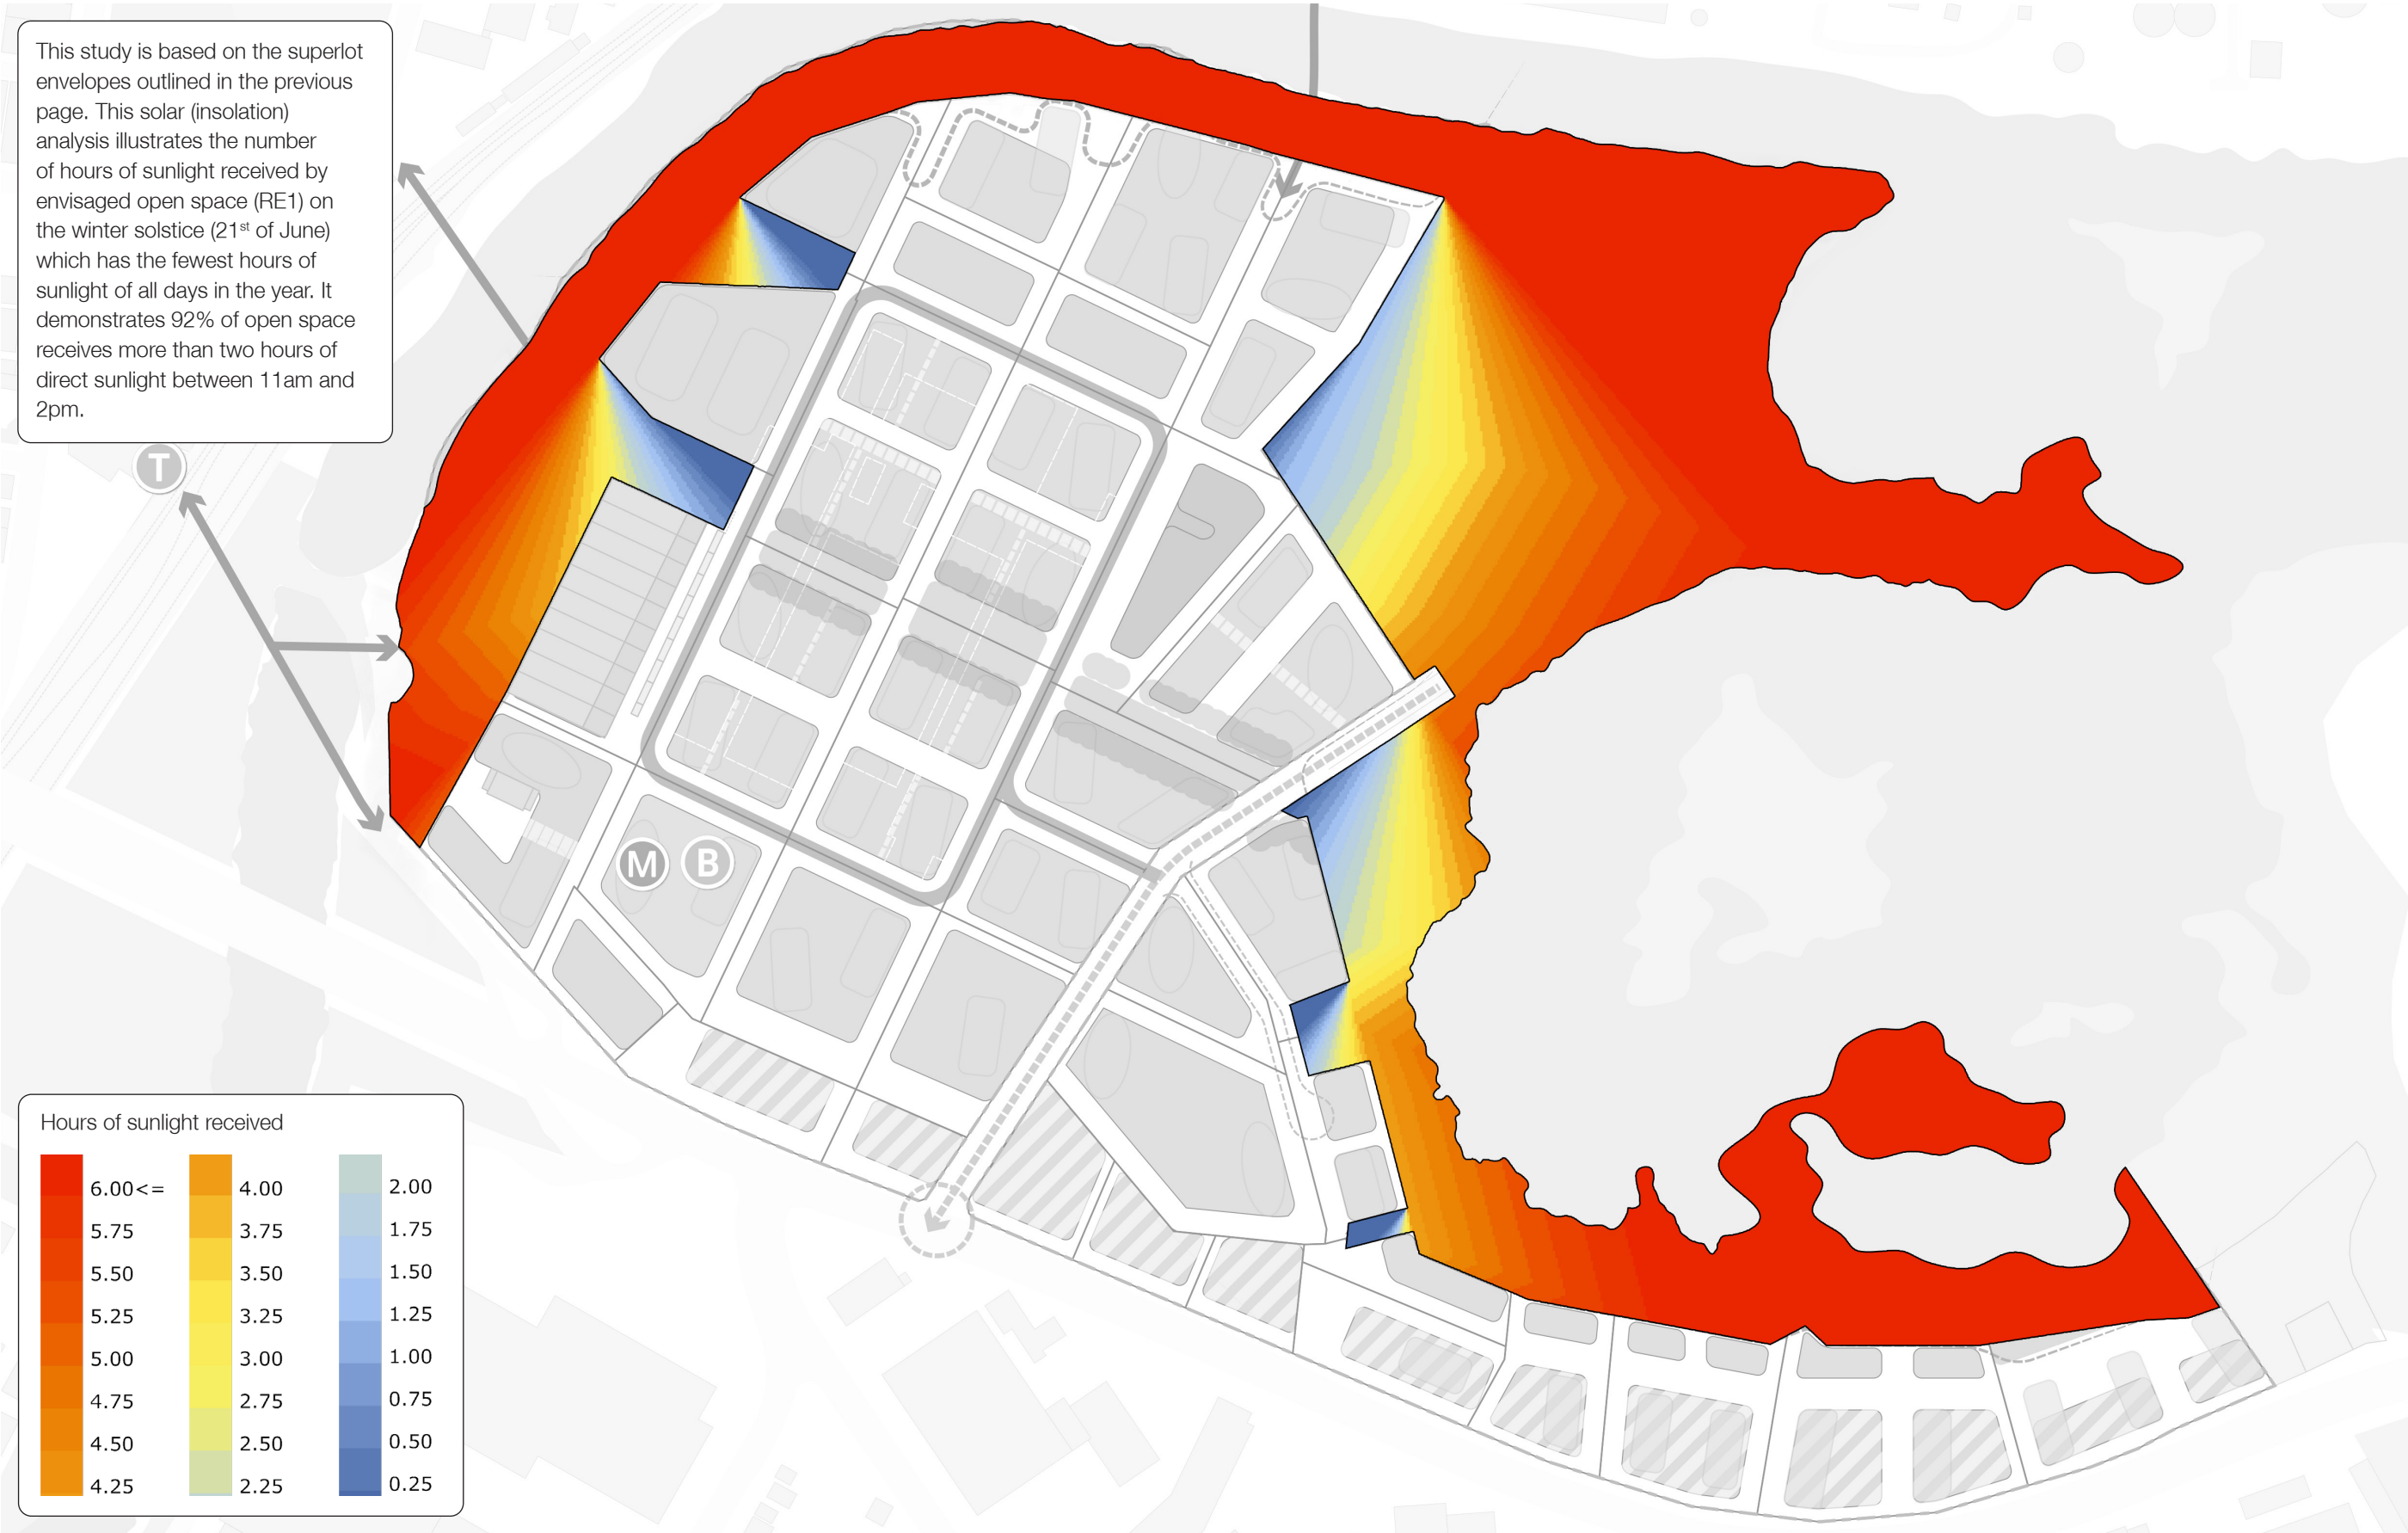 This study is based on the superlot
envelopes outlined in the previous
page. This solar (insolation)
analysis illustrates the number
of hours of sunlight received by
envisaged open space (RE1) on
the winter solstice (21st of June)
which has the fewest hours of
sunlight of all days in the year. It
demonstrates 92% of open space
receives more than two hours of
direct sunlight between 11am and
2pm.
T
M B
Hours of sunlight received
6.00<= 4.00 2.00
5.75 3.75 1.75
5.50 3.50 1.50
5.25 3.25 1.25
5.00 3.00 1.00
4.75 2.75 0.75
4.50 2.50 0.50
4.25 2.25 0.25